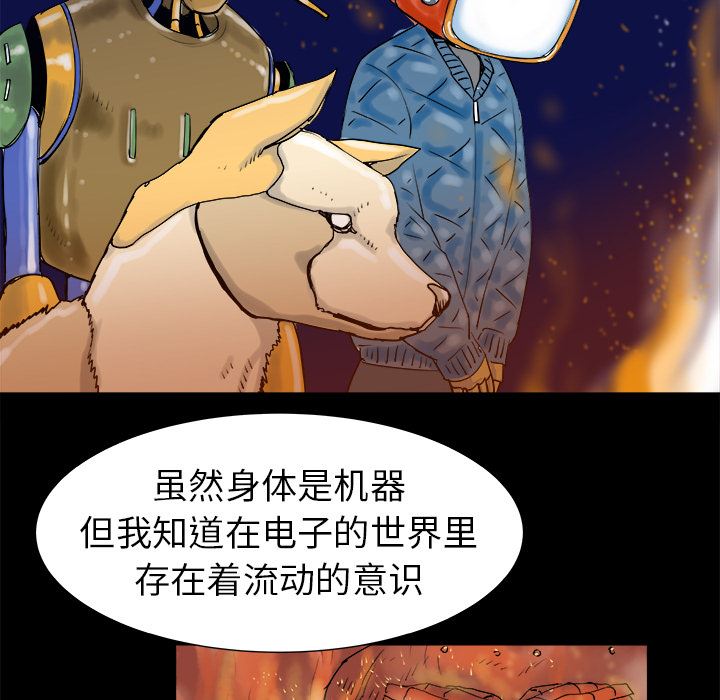 虽然身体是机器
但我知道在电子的世界里
存在着流动的意识